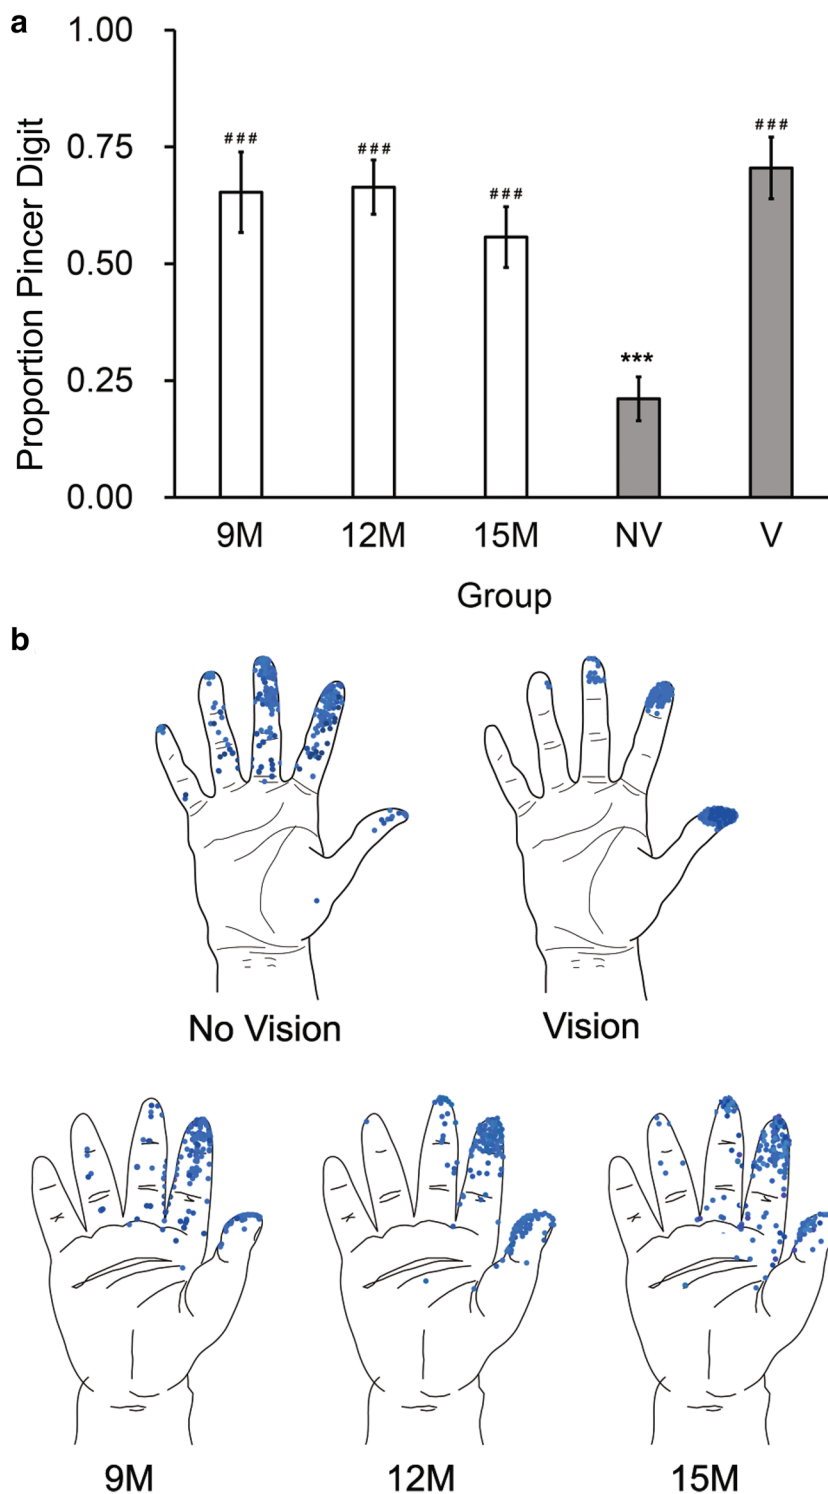 a
1.00
0.75
0.50
0.25
0.00
Proportion Pincer Digit
###
###
###
***
###
9M 12M 15M NV V
Group
b
No Vision Vision
9M 12M 15M